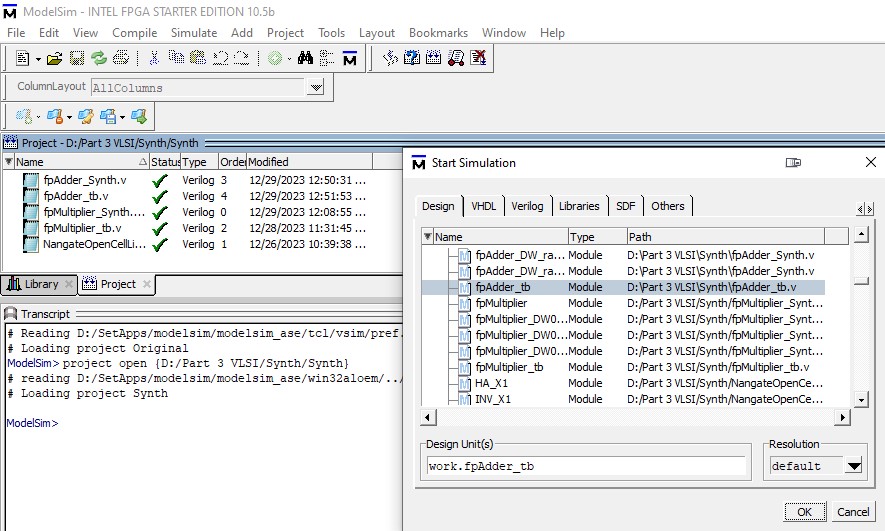 ModelSim - INTEL FPGA STARTER EDITION 10.5b
File Edit View Compile Simulate Add Project Tools Layout Bookmarks Window Help
ColumnLayout AllColumns
Project - D:/Part 3 VLSI/Synth/Synth
Name Status Type Order Modified
fpAdder_Synth.v Verilog 3 12/29/2023 12:50:31 ...
fpAdder_tb.v Verilog 4 12/29/2023 12:51:53 ...
fpMultiplier_Synth.... Verilog 0 12/29/2023 12:08:55 ...
fpMultiplier_tb.v Verilog 2 12/28/2023 11:31:45 ...
NangateOpenCellLi... Verilog 1 12/26/2023 10:39:38 ...
Library Project
Transcript
# Reading D:/SetApps/modelsim/modelsim_ase/tcl/vsim/pref.
# Loading project Original
ModelSim> project open {D:/Part 3 VLSI/Synth/Synth}
# reading D:/SetApps/modelsim/modelsim_ase/win32aloem/../
# Loading project Synth
ModelSim>
Start Simulation
Design VHDL Verilog Libraries SDF Others
Name Type Path
fpAdder_DW_ra... Module D:\Part 3 VLSI/Synth/fpAdder_Synth.v
fpAdder_DW_ra... Module D:\Part 3 VLSI/Synth/fpAdder_Synth.v
fpAdder_tb Module D:\Part 3 VLSI\Synth\fpAdder_tb.v
fpMultiplier Module D:/Part 3 VLSI/Synth/fpMultiplier_Synt...
fpMultiplier_DW0... Module D:/Part 3 VLSI/Synth/fpMultiplier_Synt...
fpMultiplier_DW0... Module D:/Part 3 VLSI/Synth/fpMultiplier_Synt...
fpMultiplier_DW0... Module D:/Part 3 VLSI/Synth/fpMultiplier_Synt...
fpMultiplier_tb Module D:/Part 3 VLSI/Synth/fpMultiplier_tb.v
HA_X1 Module D:/Part 3 VLSI/Synth/NangateOpenCe...
INV_X1 Module D:/Part 3 VLSI/Synth/NangateOpenCe...
Design Unit(s) Resolution
work.fpAdder_tb default
OK Cancel